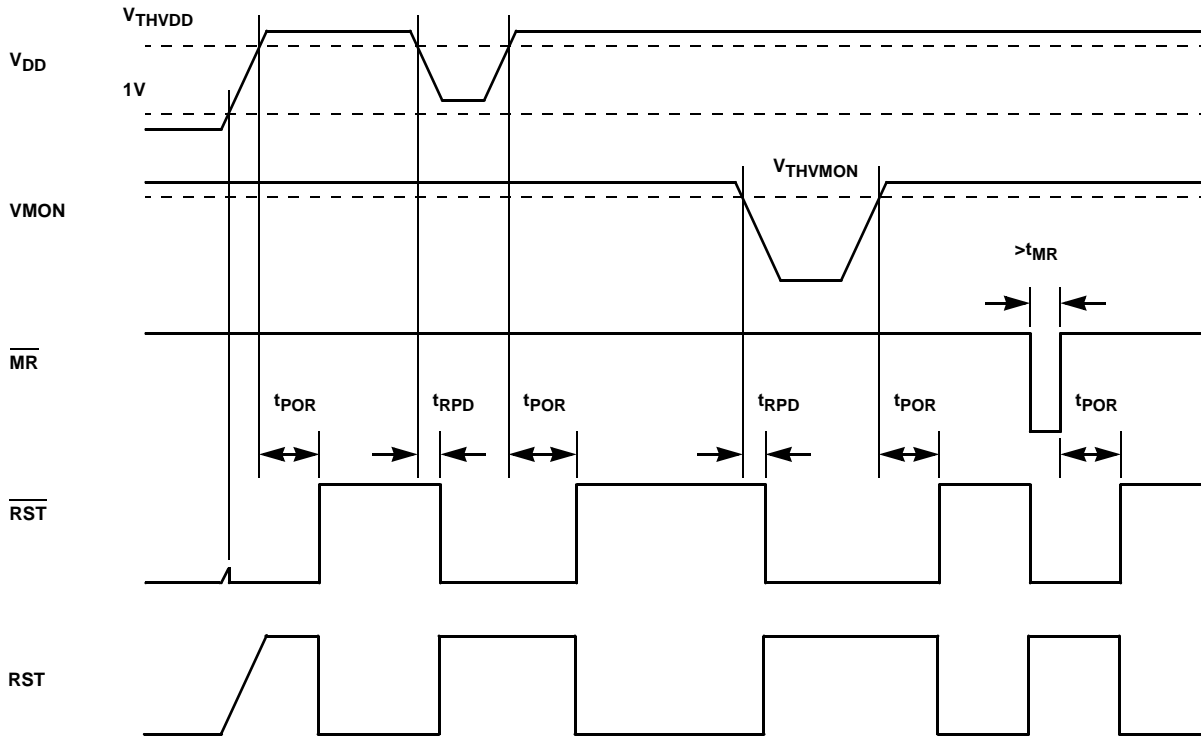 VTHVDD
VDD
1V
VTHVMON
VMON
>tMR
MR
tPOR tRPD tPOR tRPD tPOR tPOR
RST
RST